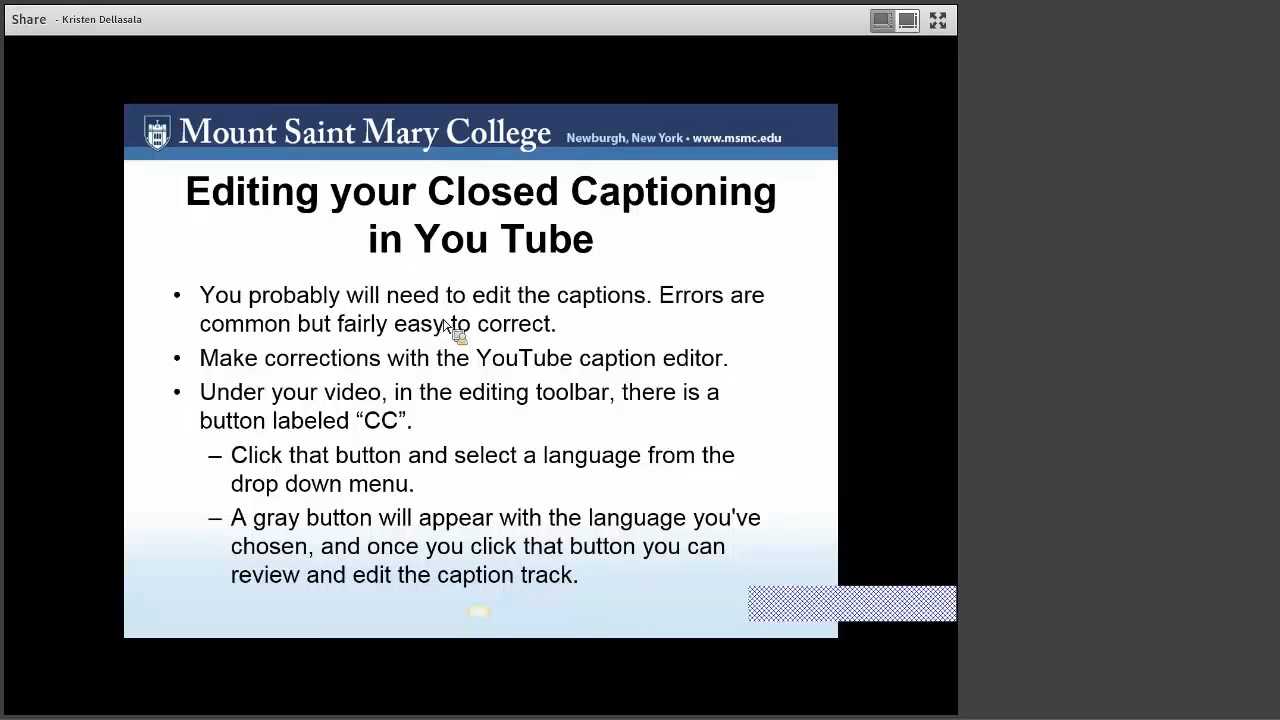 Share - Kristen Dellasala
Mount Saint Mary College Newburgh, New York • www.msmc.edu
Editing your Closed Captioning
in You Tube
• You probably will need to edit the captions. Errors are
common but fairly easy to correct.
• Make corrections with the YouTube caption editor.
• Under your video, in the editing toolbar, there is a
button labeled “CC”.
– Click that button and select a language from the
drop down menu.
– A gray button will appear with the language you've
chosen, and once you click that button you can
review and edit the caption track.